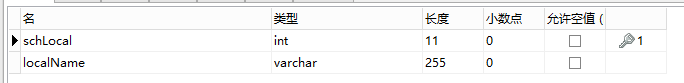 名 类型 长度 小数点 允许空值 (
schLocal int 11 0 1
localName varchar 255 0